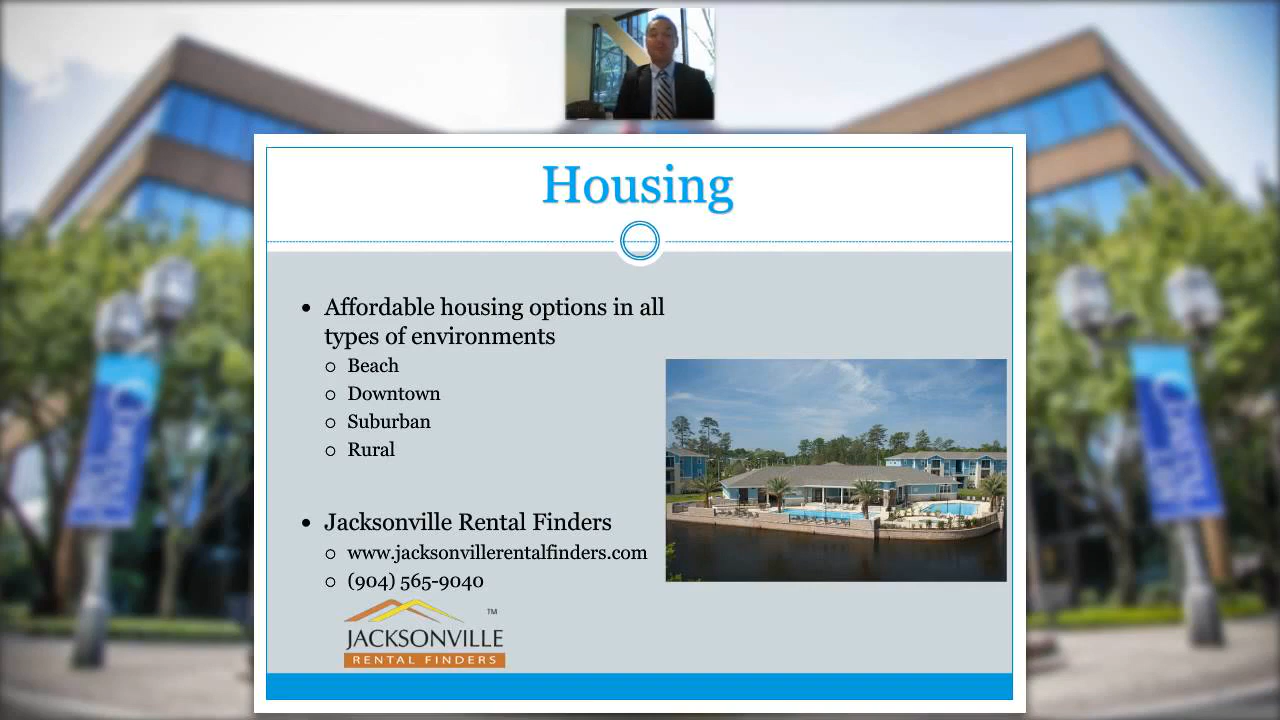 Housing
• Affordable housing options in all
types of environments
○ Beach
○ Downtown
○ Suburban
○ Rural
• Jacksonville Rental Finders
○ www.jacksonvillerentalfinders.com
○ (904) 565-9040
™
JACKSONVILLE
RENTAL FINDERS